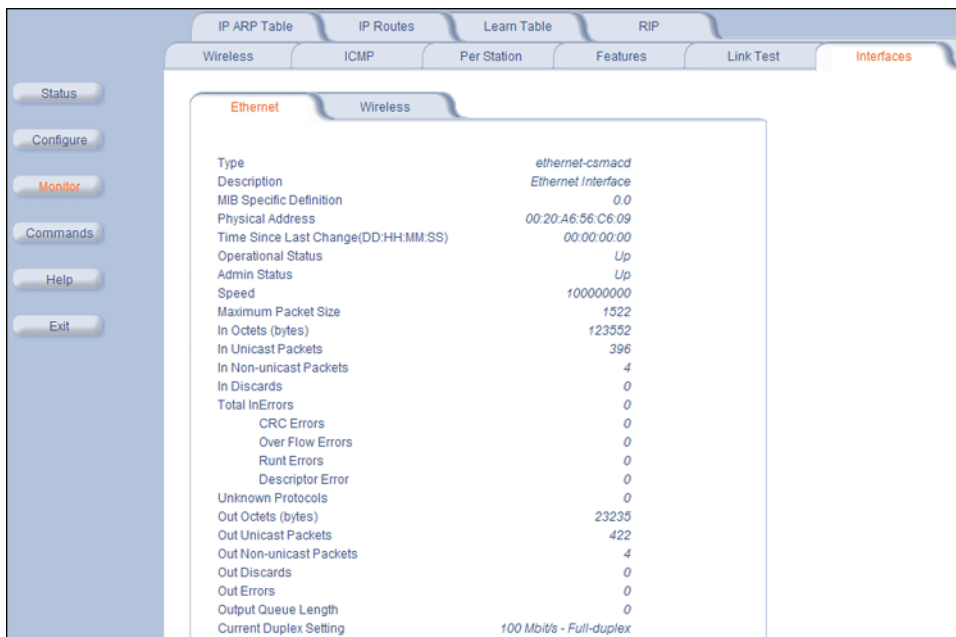 IP ARP Table IP Routes Learn Table RIP
Wireless ICMP Per Station Features Link Test Interfaces
Status
Configure
Monitor
Commands
Help
Exit
Ethernet Wireless
Type ethernet-csmacd
Description Ethernet Interface
MIB Specific Definition 0.0
Physical Address 00:20:A6:56:C6:09
Time Since Last Change(DD:HH:MM:SS) 00:00:00:00
Operational Status Up
Admin Status Up
Speed 100000000
Maximum Packet Size 1522
In Octets (bytes) 123552
In Unicast Packets 396
In Non-unicast Packets 4
In Discards 0
Total InErrors 0
CRC Errors 0
Over Flow Errors 0
Runt Errors 0
Descriptor Error 0
Unknown Protocols 0
Out Octets (bytes) 23235
Out Unicast Packets 422
Out Non-unicast Packets 4
Out Discards 0
Out Errors 0
Output Queue Length 0
Current Duplex Setting 100 Mbit/s - Full-duplex